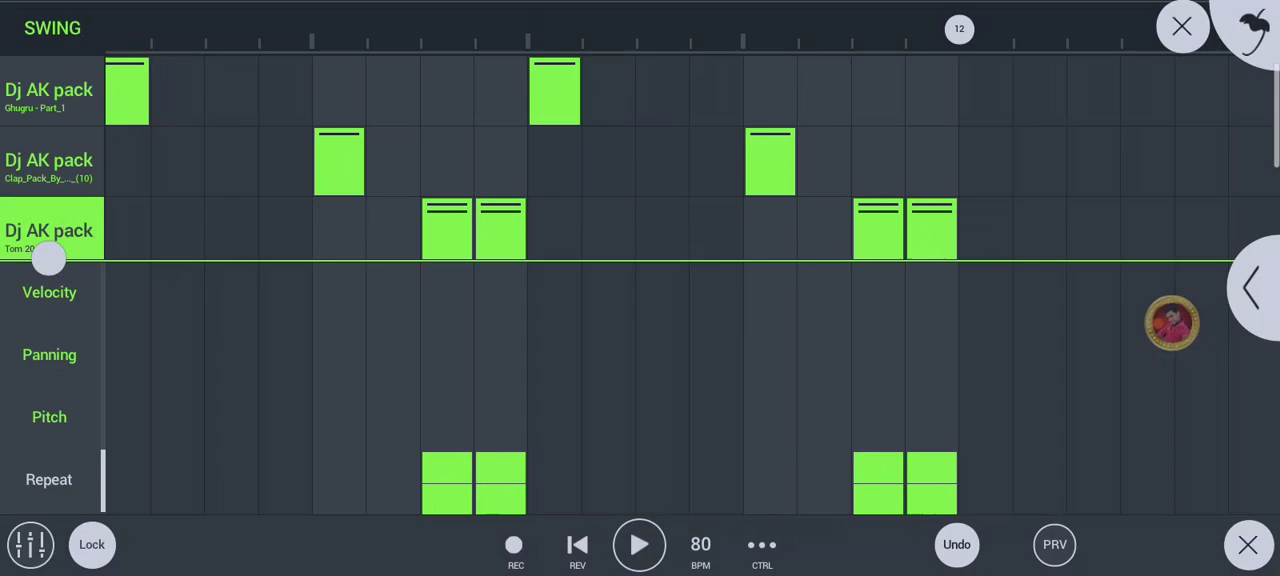 SWING
12
Dj AK pack
Ghugru - Part_1
Dj AK pack
Clap_Pack_By_..._(10)
Dj AK pack
Tom
Velocity
Panning
Pitch
Repeat
Lock
REC
REV
80
BPM
CTRL
Undo
PRV